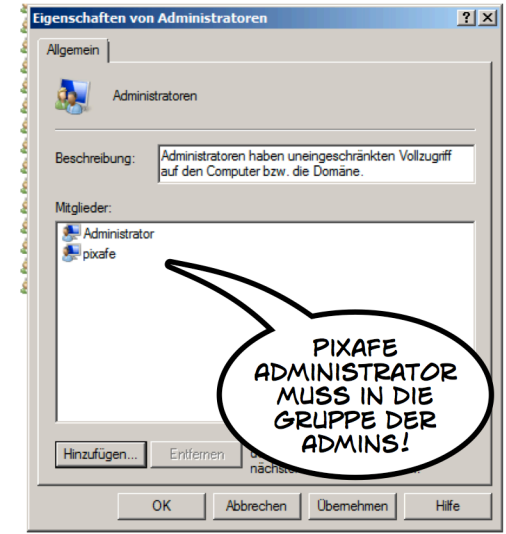 Eigenschaften von Administratoren
Allgemein
Administratoren
Beschreibung:
Administratoren haben uneingeschränkten Vollzugriff
auf den Computer bzw. die Domäne.
Mitglieder:
Administrator
pixafe
PIXAFE
ADMINISTRATOR
MUSS IN DIE
GRUPPE DER
ADMINS!
Hinzufügen...
Entfernen
OK
Abbrechen
Übernehmen
Hilfe